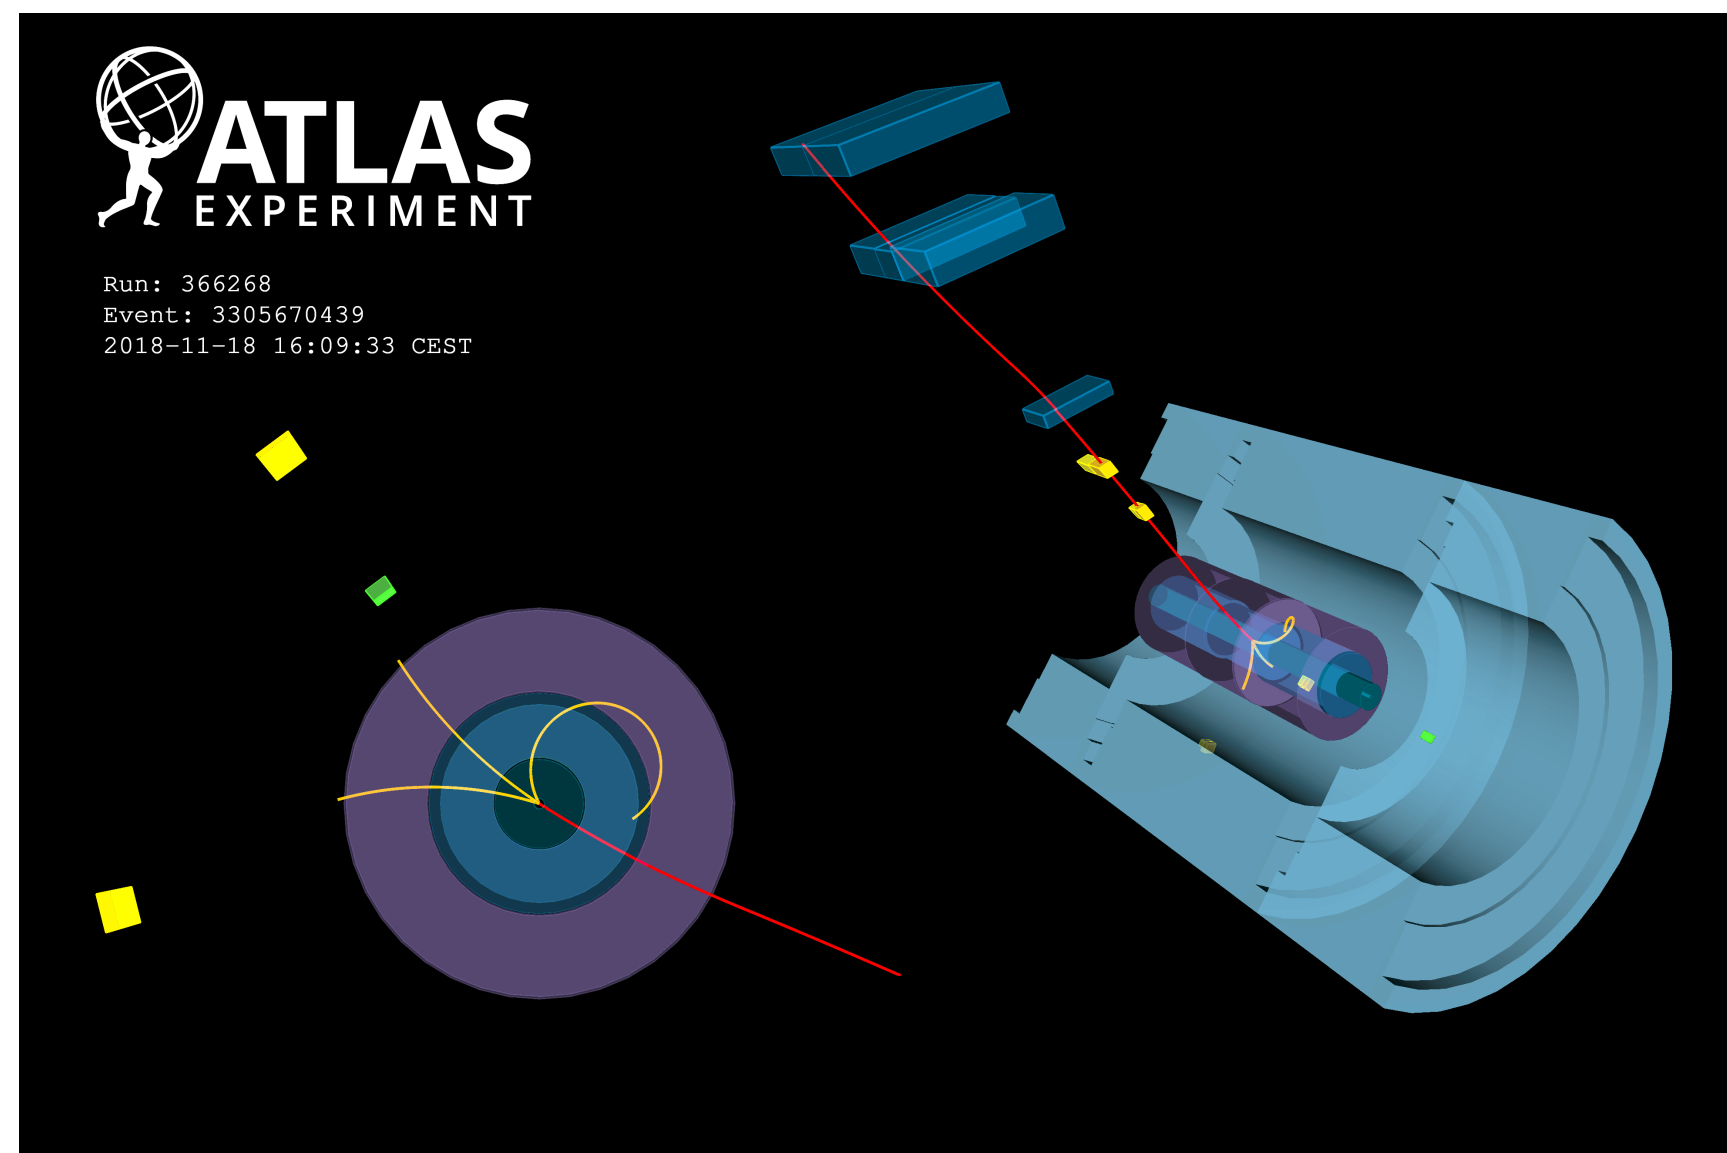 ATLAS
EXPERIMENT
Run: 366268
Event: 3305670439
2018-11-18 16:09:33 CEST